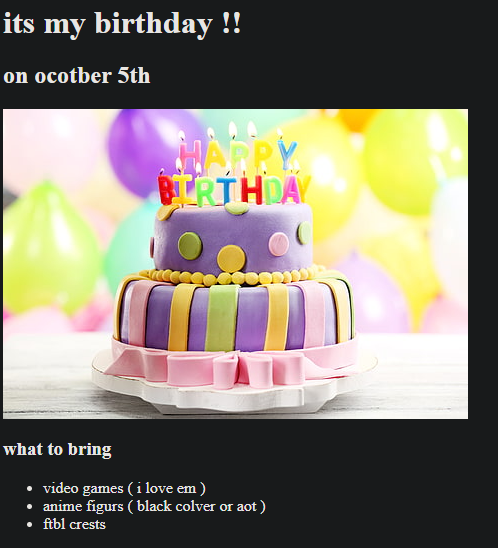 its my birthday !!
on ocotber 5th
HAPPY
BIRTHDAY
what to bring
video games ( i love em )
anime figurs ( black colver or aot )
ftbl crests